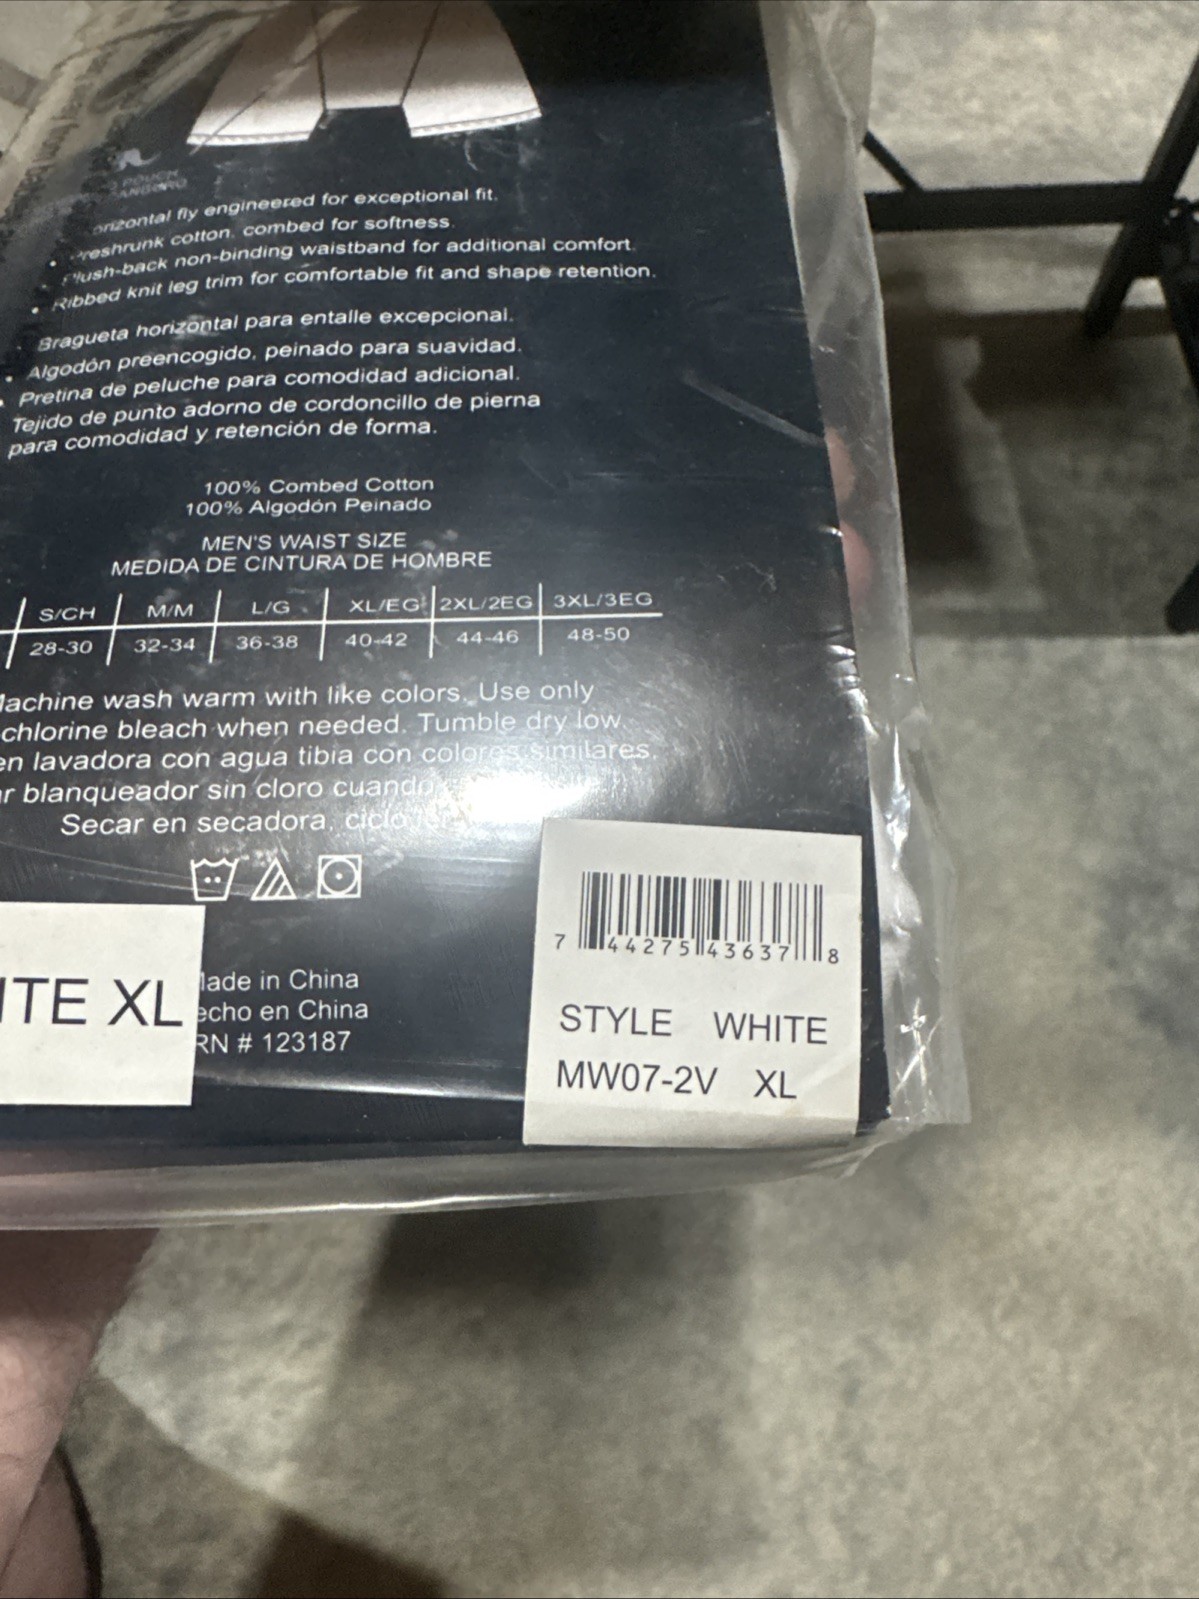 POUCH
horizontal fly engineered for exceptional fit.
• Preshrunk cotton, combed for softness.
Plush-back non-binding waistband for additional comfort.
• Ribbed knit leg trim for comfortable fit and shape retention.
Bragueta horizontal para entalle excepcional.
• Algodón preencogido, peinado para suavidad.
• Pretina de peluche para comodidad adicional.
Tejido de punto adorno de cordoncillo de pierna
para comodidad y retención de forma.
100% Combed Cotton
100% Algodón Peinado
MEN'S WAIST SIZE
MEDIDA DE CINTURA DE HOMBRE
S/CH M/M L/G XL/EG 2XL/2EG 3XL/3EG
28-30 32-34 36-38 40-42 44-46 48-50
Machine wash warm with like colors. Use only
chlorine bleach when needed. Tumble dry low.
en lavadora con agua tibia con colores similares.
ar blanqueador sin cloro cuando
Secar en secadora, ciclo
7 44275 43637 8
ITE XL
Made in China
echo en China
RN # 123187
STYLE WHITE
MW07-2V XL